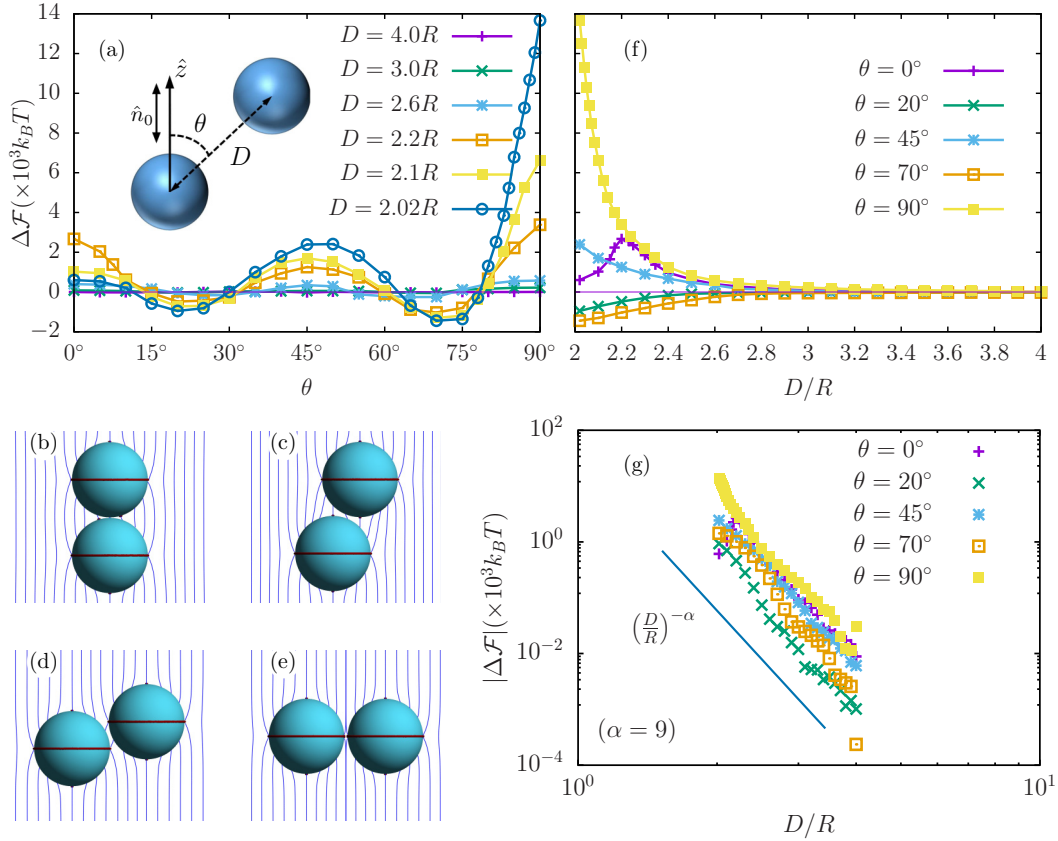 (a)
ẑ
n̂₀
θ
D
D = 4.0R
D = 3.0R
D = 2.6R
D = 2.2R
D = 2.1R
D = 2.02R
ΔF(×10³k_BT)
14
12
10
8
6
4
2
0
−2
0° 15° 30° 45° 60° 75° 90°
θ
(f)
θ = 0°
θ = 20°
θ = 45°
θ = 70°
θ = 90°
2 2.2 2.4 2.6 2.8 3 3.2 3.4 3.6 3.8 4
D/R
(b)
(c)
(d)
(e)
(g)
θ = 0°
θ = 20°
θ = 45°
θ = 70°
θ = 90°
|ΔF|(×10³k_BT)
10²
10⁰
10⁻²
10⁻⁴
(D/R)^−α
(α = 9)
10⁰ 10¹
D/R